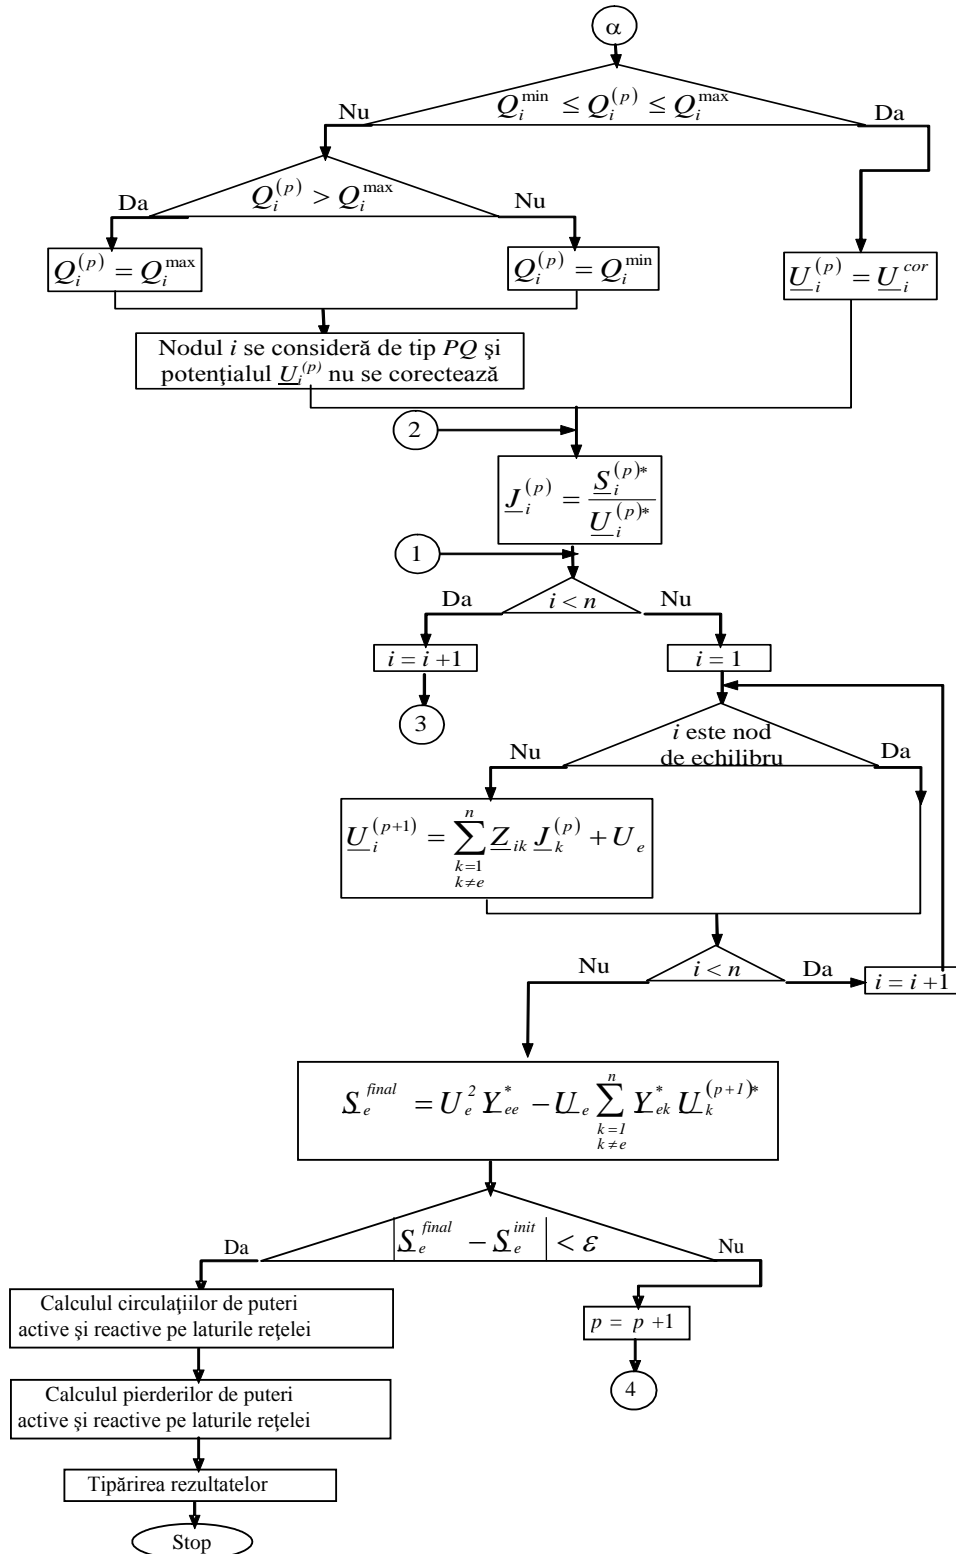 α
Q_i^min ≤ Q_i^(p) ≤ Q_i^max
Nu
Da
Q_i^(p) > Q_i^max
Da
Nu
Q_i^(p) = Q_i^max
Q_i^(p) = Q_i^min
U_i^(p) = U_i^cor
Nodul i se consideră de tip PQ şi
potenţialul U_i^(p) nu se corectează
2
J_i^(p) = S_i^(p)* / U_i^(p)*
1
Da
i < n
Nu
i = i +1
i = 1
3
i este nod
de echilibru
Nu
Da
U_i^(p+1) = ∑_{k=1, k≠e}^n Z_ik J_k^(p) + U_e
Nu
i < n
Da
i = i +1
S_e^final = U_e^2 Y_ee^* − U_e ∑_{k=1, k≠e}^n Y_ek^* U_k^(p+1)*
|S_e^final − S_e^init| < ε
Da
Nu
Calculul circulaţiilor de puteri
active şi reactive pe laturile reţelei
p = p +1
Calculul pierderilor de puteri
active şi reactive pe laturile reţelei
4
Tipărirea rezultatelor
Stop